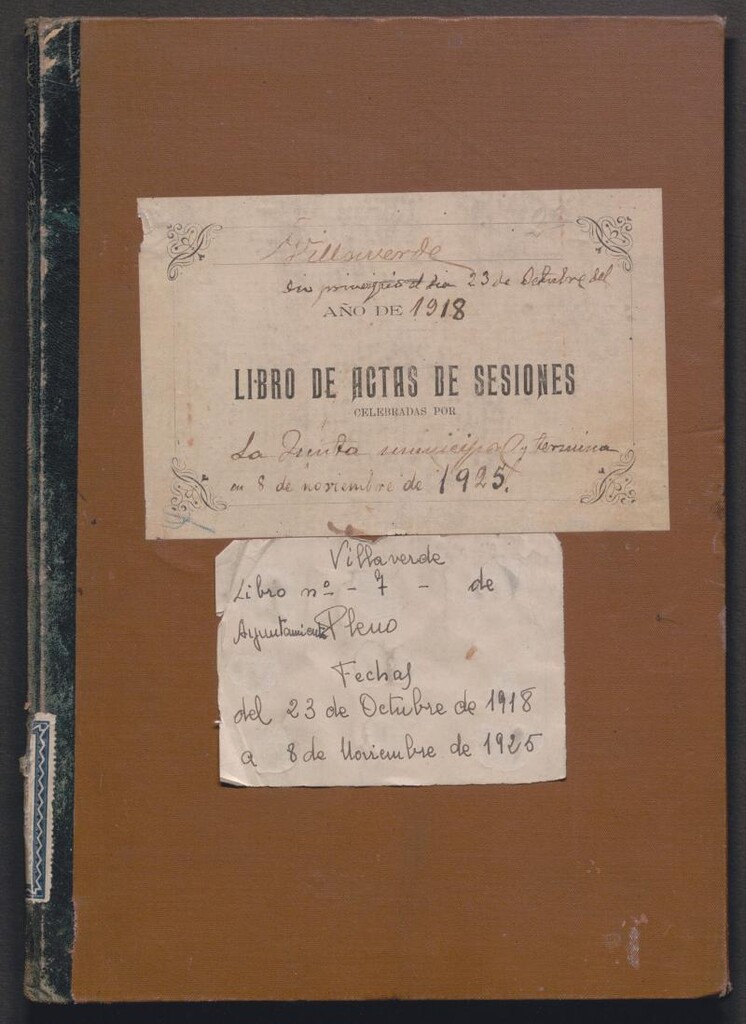 Villaverde
Dio principio el dia 23 de Octubre del
AÑO DE 1918
LIBRO DE ACTAS DE SESIONES
CELEBRADAS POR
La Junta municipal y termina
en 8 de noviembre de 1925.
Villaverde
Libro nº - 7 - de
Ayuntamiento Pleno
Fechas
del 23 de Octubre de 1918
a 8 de Noviembre de 1925